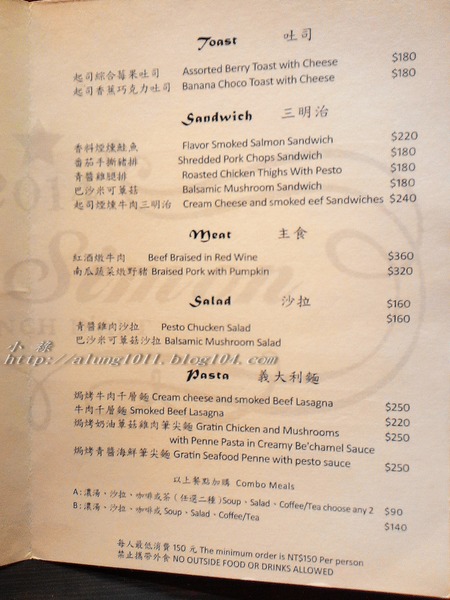 Toast 吐司
起司綜合莓果吐司 Assorted Berry Toast with Cheese $180
起司香蕉巧克力吐司 Banana Choco Toast with Cheese $180
Sandwich 三明治
香料煙燻鮭魚 Flavor Smoked Salmon Sandwich $220
番茄手撕豬排 Shredded Pork Chops Sandwich $180
青醬雞腿排 Roasted Chicken Thighs With Pesto $180
巴沙米可蕈菇 Balsamic Mushroom Sandwich $180
起司煙燻牛肉三明治 Cream Cheese and smoked eef Sandwiches $240
Meat 主食
紅酒燉牛肉 Beef Braised in Red Wine $360
南瓜蔬菜燉野豬 Braised Pork with Pumpkin $320
Salad 沙拉
$160
青醬雞肉沙拉 Pesto Chucken Salad $160
巴沙米可蕈菇沙拉 Balsamic Mushroom Salad
小綠
http://alung1011.blog104.com
Pasta 義大利麵
焗烤牛肉千層麵 Cream cheese and smoked Beef Lasagna
牛肉千層麵 Smoked Beef Lasagna $250
焗烤奶油蕈菇雞肉筆尖麵 Gratin Chicken and Mushrooms $220
with Penne Pasta in Creamy Be'chamel Sauce $250
焗烤青醬海鮮筆尖麵 Gratin Seafood Penne with pesto sauce
$250
以上餐點加購 Combo Meals
A:濃湯、沙拉、咖啡或茶(任選二種)Soup、Salad、Coffee/Tea choose any 2 $90
B:濃湯、沙拉、咖啡或茶 Soup、Salad、Coffee/Tea
$140
每人最低消費 150 元 The minimum order is NT$150 Per person
禁止攜帶外食 NO OUTSIDE FOOD OR DRINKS ALLOWED